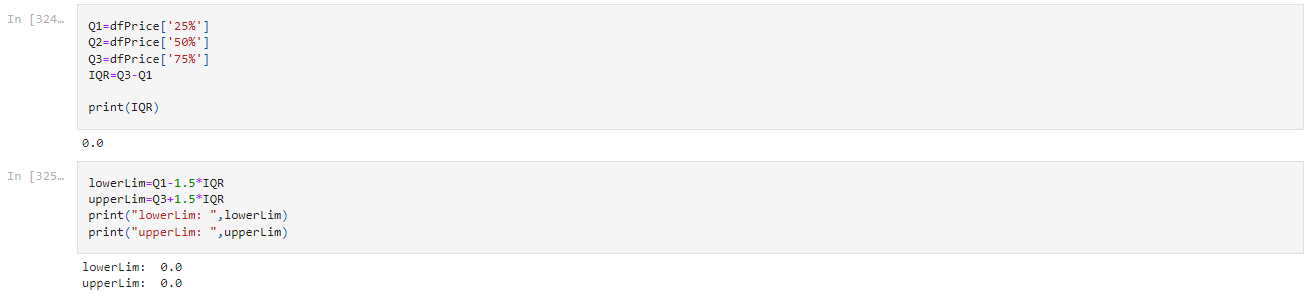 In [324…
Q1=dfPrice['25%']
Q2=dfPrice['50%']
Q3=dfPrice['75%']
IQR=Q3-Q1
print(IQR)
0.0
In [325…
lowerLim=Q1-1.5*IQR
upperLim=Q3+1.5*IQR
print("lowerLim: ",lowerLim)
print("upperLim: ",upperLim)
lowerLim:  0.0
upperLim:  0.0